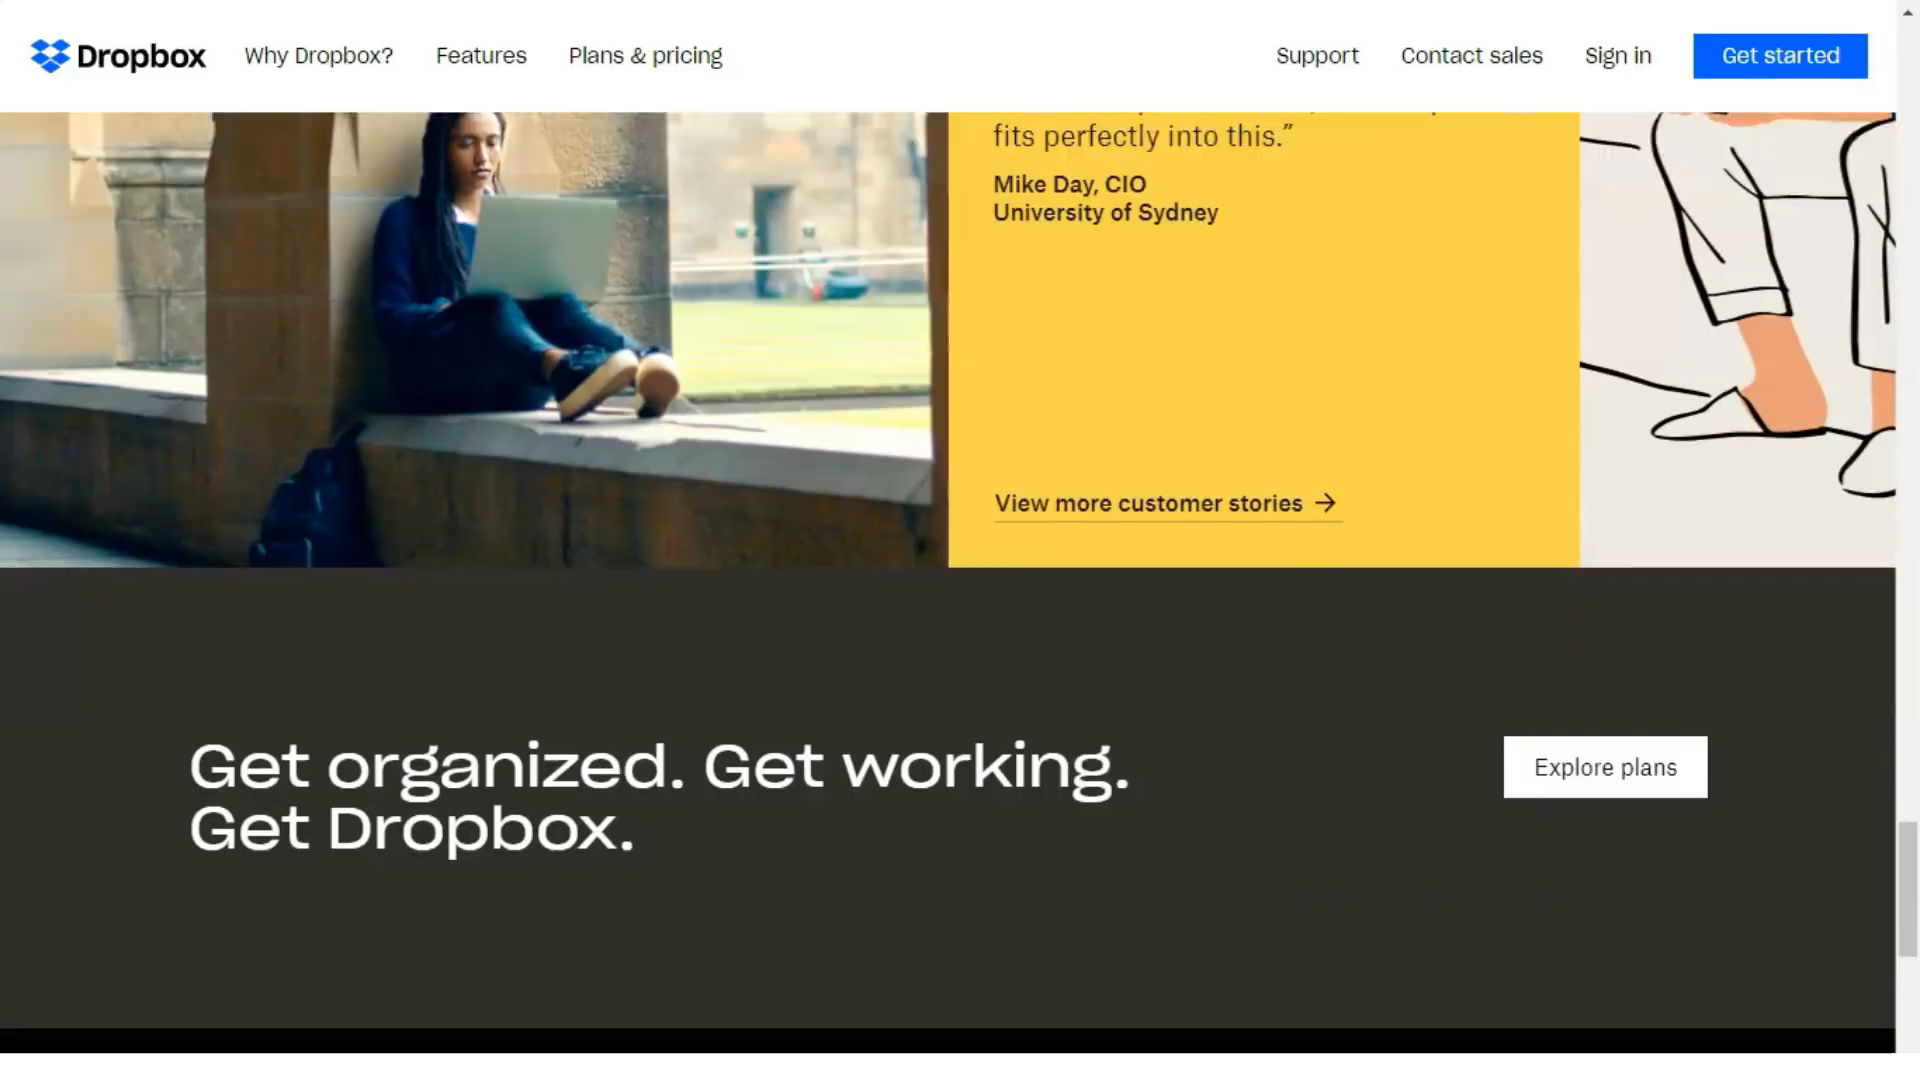 Dropbox
Why Dropbox?
Features
Plans & pricing
Support
Contact sales
Sign in
Get started
fits perfectly into this.”
Mike Day, CIO
University of Sydney
View more customer stories →
Get organized. Get working.
Get Dropbox.
Explore plans